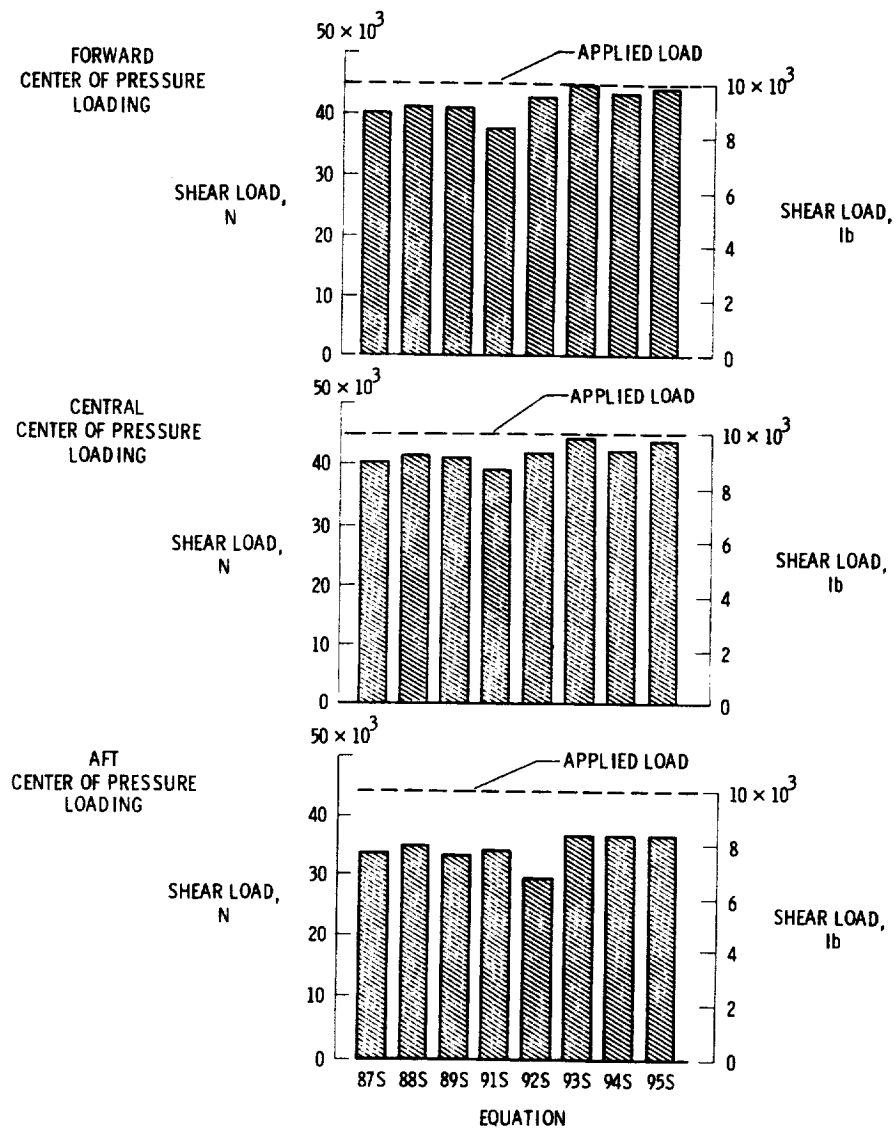 50 × 10³
FORWARD
CENTER OF PRESSURE
LOADING
APPLIED LOAD
10 × 10³
40
30
20
10
0
SHEAR LOAD,
N
8
6
4
2
0
SHEAR LOAD,
lb
50 × 10³
CENTRAL
CENTER OF PRESSURE
LOADING
APPLIED LOAD
10 × 10³
40
30
20
10
0
SHEAR LOAD,
N
8
6
4
2
0
SHEAR LOAD,
lb
50 × 10³
AFT
CENTER OF PRESSURE
LOADING
APPLIED LOAD
10 × 10³
40
30
20
10
0
SHEAR LOAD,
N
8
6
4
2
0
SHEAR LOAD,
lb
87S 88S 89S 91S 92S 93S 94S 95S
EQUATION